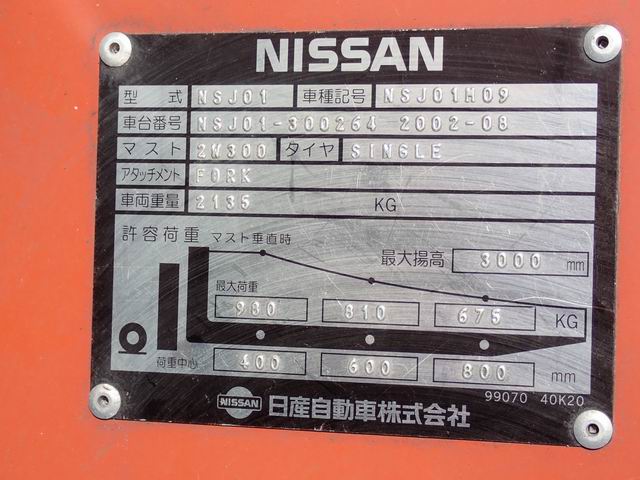 NISSAN
型式 NSJ01 車種記号 NSJ01M09
車台番号 NSJ01-300264 2002-08
マスト 2W300 タイヤ SINGLE
アタッチメント FORK
車両重量 2135 KG
許容荷重 マスト垂直時
最大揚高 3000 mm
最大荷重
980 810 675 KG
荷重中心 400 600 800 mm
99070 40K20
NISSAN 日産自動車株式会社